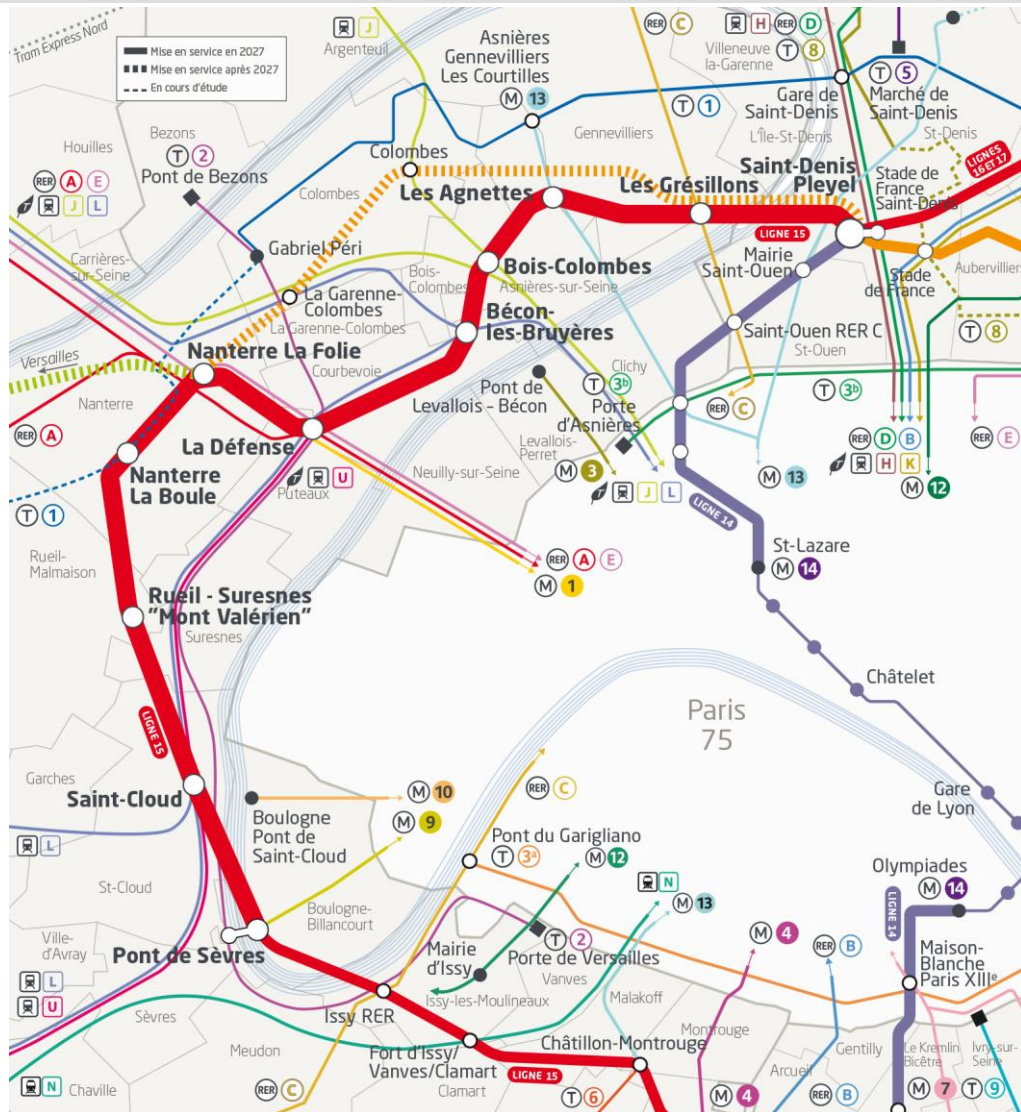 Tram Express Nord
Mise en service en 2027
Mise en service après 2027
En cours d'étude
J
Argenteuil
Asnières
Gennevilliers
Les Courtilles
M 13
RER C
H RER D
Villeneuve
la-Garenne
T 8
T 5
Marché de
Saint-Denis
Gare de
Saint-Denis
T 1
L'Île-St-Denis
St-Denis
Gennevilliers
Bezons
T 2
Pont de Bezons
Houilles
RER A E
J L
Carrières-
sur-Seine
Colombes
Colombes
Les Agnettes
Les Grésillons
Saint-Denis
Pleyel
LIGNES
16 ET 17
Stade de
France
Saint-Denis
LIGNE 15
Mairie
Saint-Ouen
Stade
de France
Aubervilliers
Gabriel Péri
Bois-
Colombes
Bois-Colombes
Asnières-sur-Seine
La Garenne-
Colombes
La Garenne-Colombes
Bécon-
les-Bruyères
Saint-Ouen RER C
St-Ouen
T 8
Versailles
Nanterre La Folie
Courbevoie
Nanterre
Clichy
T 3b
Porte
d'Asnières
Pont de
Levallois - Bécon
Levallois-
Perret
RER C
T 3b
RER A
La Défense
Neuilly-sur-Seine
M 3
J L
M 13
RER D B
H K
M 12
RER E
Nanterre
La Boule
U
Puteaux
T 1
LIGNE 14
Rueil-
Malmaison
RER A E
M 1
St-Lazare
M 14
Rueil - Suresnes
"Mont Valérien"
Suresnes
Châtelet
Paris
75
LIGNE 15
Garches
Saint-Cloud
M 10
M 9
Boulogne
Pont de
Saint-Cloud
RER C
Gare
de Lyon
L
Pont du Garigliano
T 3a
M 12
N
M 13
Olympiades
M 14
LIGNE 14
St-Cloud
Boulogne-
Billancourt
Ville-
d'Avray
Pont de Sèvres
Mairie
d'Issy
T 2
Porte de Versailles
Vanves
M 4
RER B
Maison-
Blanche
Paris XIIIe
L
U
Issy-les-Moulineaux
Malakoff
Sèvres
Issy RER
Meudon
Fort d'Issy/
Vanves/Clamart
Clamart
LIGNE 15
Châtillon-Montrouge
Montrouge
Arcueil
Gentilly
Le Kremlin
Bicêtre
Ivry-sur-
Seine
N
Chaville
RER C
T 6
M 4
RER B
M 7
T 9